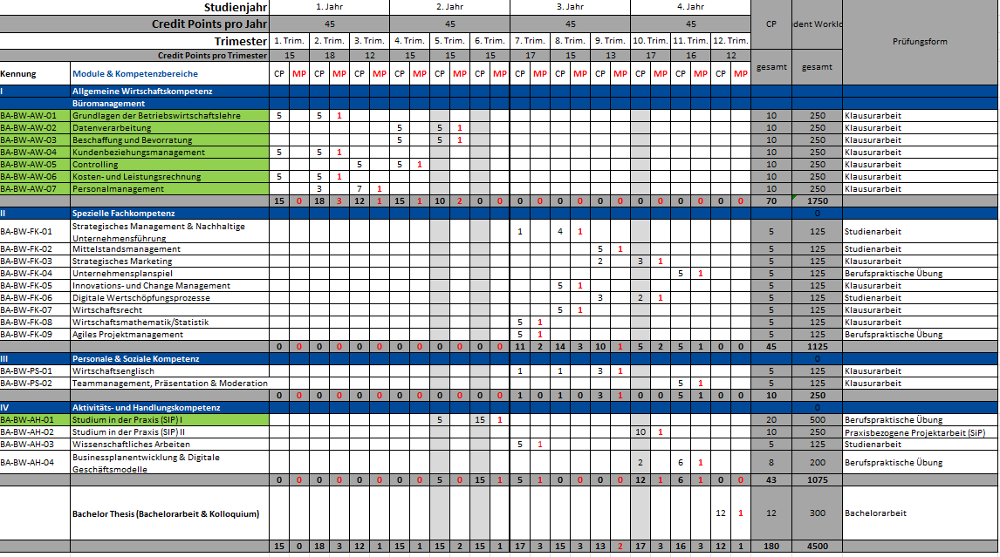 Studienjahr 1. Jahr 2. Jahr 3. Jahr 4. Jahr
Credit Points pro Jahr 45 45 45 45 CP dent Workl
Trimester 1. Trim. 2. Trim. 3. Trim. 4. Trim. 5. Trim. 6. Trim. 7. Trim. 8. Trim. 9. Trim. 10. Trim. 11. Trim. 12. Trim. Prüfungsform
Credit Points pro Trimester 15 18 12 15 15 15 17 15 13 17 16 12
Kennung Module & Kompetenzbereiche CP MP CP MP CP MP CP MP CP MP CP MP CP MP CP MP CP MP CP MP CP MP CP MP gesamt gesamt
I Allgemeine Wirtschaftskompetenz
Büromanagement
BA-BW-AW-01 Grundlagen der Betriebswirtschaftslehre 5 5 1 10 250 Klausurarbeit
BA-BW-AW-02 Datenverarbeitung 5 5 1 10 250 Klausurarbeit
BA-BW-AW-03 Beschaffung und Bevorratung 5 5 1 10 250 Klausurarbeit
BA-BW-AW-04 Kundenbeziehungsmanagement 5 5 1 10 250 Klausurarbeit
BA-BW-AW-05 Controlling 5 5 1 10 250 Klausurarbeit
BA-BW-AW-06 Kosten- und Leistungsrechnung 5 5 1 10 250 Klausurarbeit
BA-BW-AW-07 Personalmanagement 3 7 1 10 250 Klausurarbeit
15 0 18 3 12 1 15 1 10 2 0 0 0 0 0 0 0 0 0 0 0 0 0 0 70 1750
II Spezielle Fachkompetenz 0
BA-BW-FK-01 Strategisches Management & Nachhaltige 1 4 1 5 125 Studienarbeit
Unternehmensführung
BA-BW-FK-02 Mittelstandsmanagement 5 1 5 125 Studienarbeit
BA-BW-FK-03 Strategisches Marketing 2 3 1 5 125 Klausurarbeit
BA-BW-FK-04 Unternehmensplanspiel 5 1 5 125 Berufspraktische Übung
BA-BW-FK-05 Innovations- und Change Management 5 1 5 125 Klausurarbeit
BA-BW-FK-06 Digitale Wertschöpfungsprozesse 3 2 1 5 125 Studienarbeit
BA-BW-FK-07 Wirtschaftsrecht 5 1 5 125 Klausurarbeit
BA-BW-FK-08 Wirtschaftsmathematik/Statistik 5 1 5 125 Klausurarbeit
BA-BW-FK-09 Agiles Projektmanagement 5 1 5 125 Berufspraktische Übung
0 0 0 0 0 0 0 0 0 0 0 0 11 2 14 3 10 1 5 2 5 1 0 0 45 1125
III Personale & Soziale Kompetenz 0
BA-BW-PS-01 Wirtschaftsenglisch 1 1 3 1 5 125 Klausurarbeit
BA-BW-PS-02 Teammanagement, Präsentation & Moderation 5 1 5 125 Klausurarbeit
0 0 0 0 0 0 0 0 0 0 0 0 1 0 1 0 3 1 0 0 5 1 0 0 10 250
IV Aktivitäts- und Handlungskompetenz 0
BA-BW-AH-01 Studium in der Praxis (SIP) I 5 15 1 20 500 Berufspraktische Übung
BA-BW-AH-02 Studium in der Praxis (SIP) II 10 1 10 250 Praxisbezogene Projektarbeit (SiP)
BA-BW-AH-03 Wissenschaftliches Arbeiten 5 1 5 125 Studienarbeit
BA-BW-AH-04 Businessplanentwicklung & Digitale 2 6 1 8 200 Berufspraktische Übung
Geschäftsmodelle
0 0 0 0 0 0 0 0 5 0 15 1 5 1 0 0 0 0 12 1 6 1 0 0 43 1075
Bachelor Thesis (Bachelorarbeit & Kolloquium) 12 1 12 300 Bachelorarbeit
15 0 18 3 12 1 15 1 15 2 15 1 17 3 15 3 13 2 17 3 16 3 12 1 180 4500